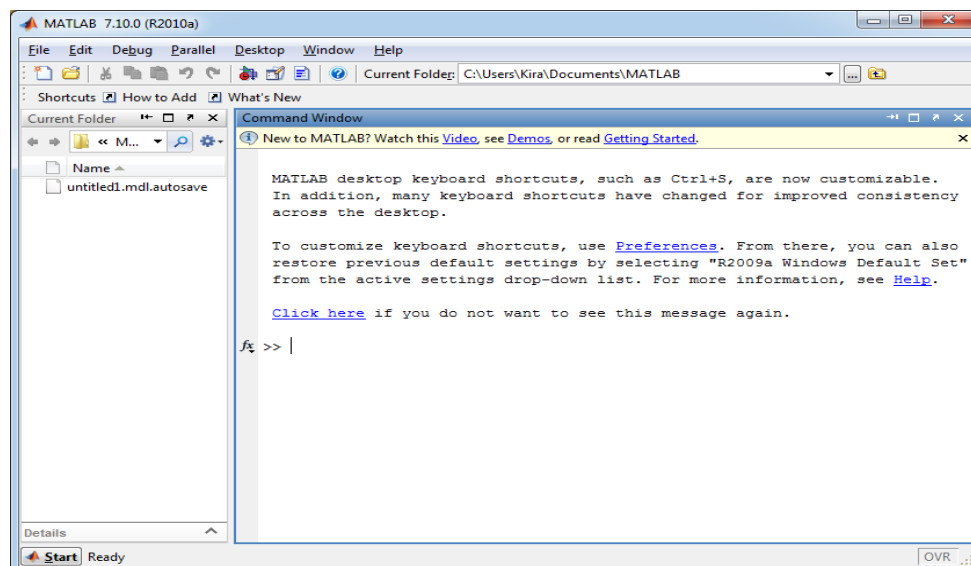 MATLAB 7.10.0 (R2010a)
File Edit Debug Parallel Desktop Window Help
Current Folder: C:\Users\Kira\Documents\MATLAB
Shortcuts How to Add What's New
Current Folder
« M...
Name
untitled1.mdl.autosave
Details
Command Window
New to MATLAB? Watch this Video, see Demos, or read Getting Started.
MATLAB desktop keyboard shortcuts, such as Ctrl+S, are now customizable.
In addition, many keyboard shortcuts have changed for improved consistency
across the desktop.
To customize keyboard shortcuts, use Preferences. From there, you can also
restore previous default settings by selecting "R2009a Windows Default Set"
from the active settings drop-down list. For more information, see Help.
Click here if you do not want to see this message again.
fx >>
Start Ready
OVR